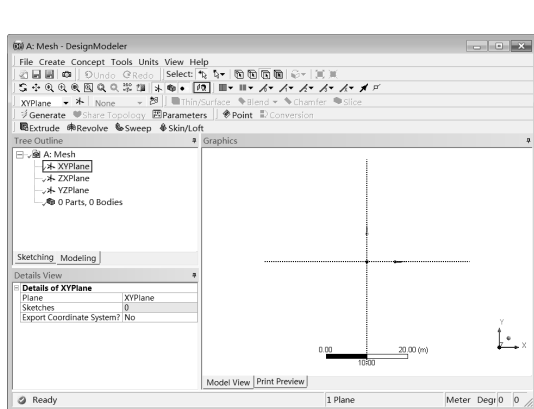 A: Mesh - DesignModeler
File Create Concept Tools Units View Help
Undo Redo Select:
XYPlane None Thin/Surface Blend Chamfer Slice
Generate Share Topology Parameters Point Conversion
Extrude Revolve Sweep Skin/Loft
Tree Outline
Graphics
A: Mesh
XYPlane
ZXPlane
YZPlane
0 Parts, 0 Bodies
Sketching Modeling
Details View
Details of XYPlane
Plane XYPlane
Sketches 0
Export Coordinate System? No
Y
Z X
0.00 20.00 (m)
10.00
Model View Print Preview
Ready 1 Plane Meter Degr 0 0